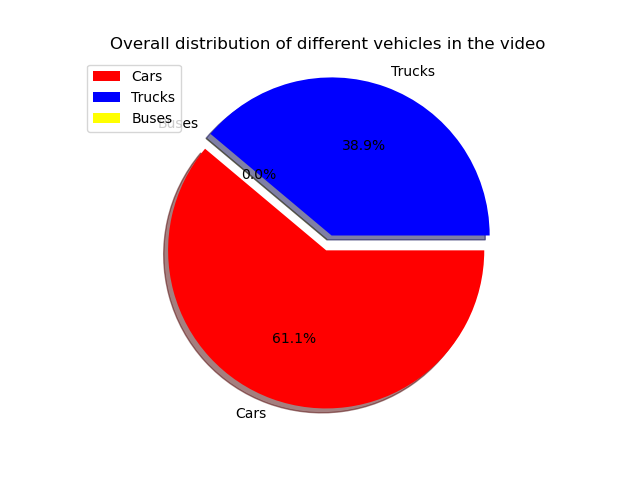 Overall distribution of different vehicles in the video
Trucks
Cars
Trucks
Buses
Buses
38.9%
0.0%
61.1%
Cars